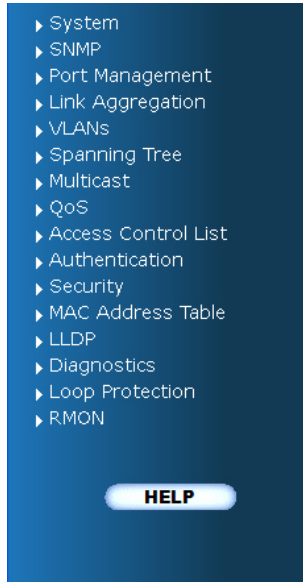 System
SNMP
Port Management
Link Aggregation
VLANs
Spanning Tree
Multicast
QoS
Access Control List
Authentication
Security
MAC Address Table
LLDP
Diagnostics
Loop Protection
RMON
HELP